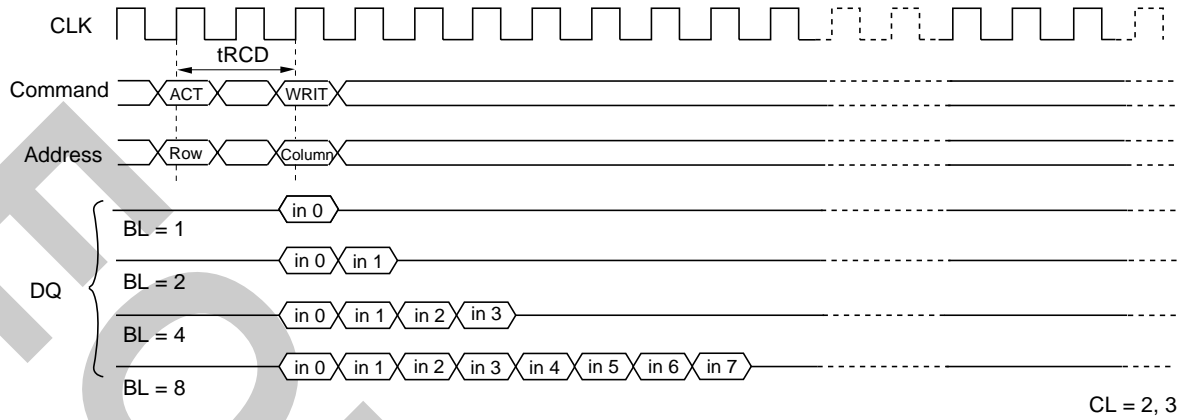 CLK
tRCD
Command ACT WRIT
Address Row Column
in 0
BL = 1
in 0 in 1
BL = 2
DQ
in 0 in 1 in 2 in 3
BL = 4
in 0 in 1 in 2 in 3 in 4 in 5 in 6 in 7
BL = 8
CL = 2, 3